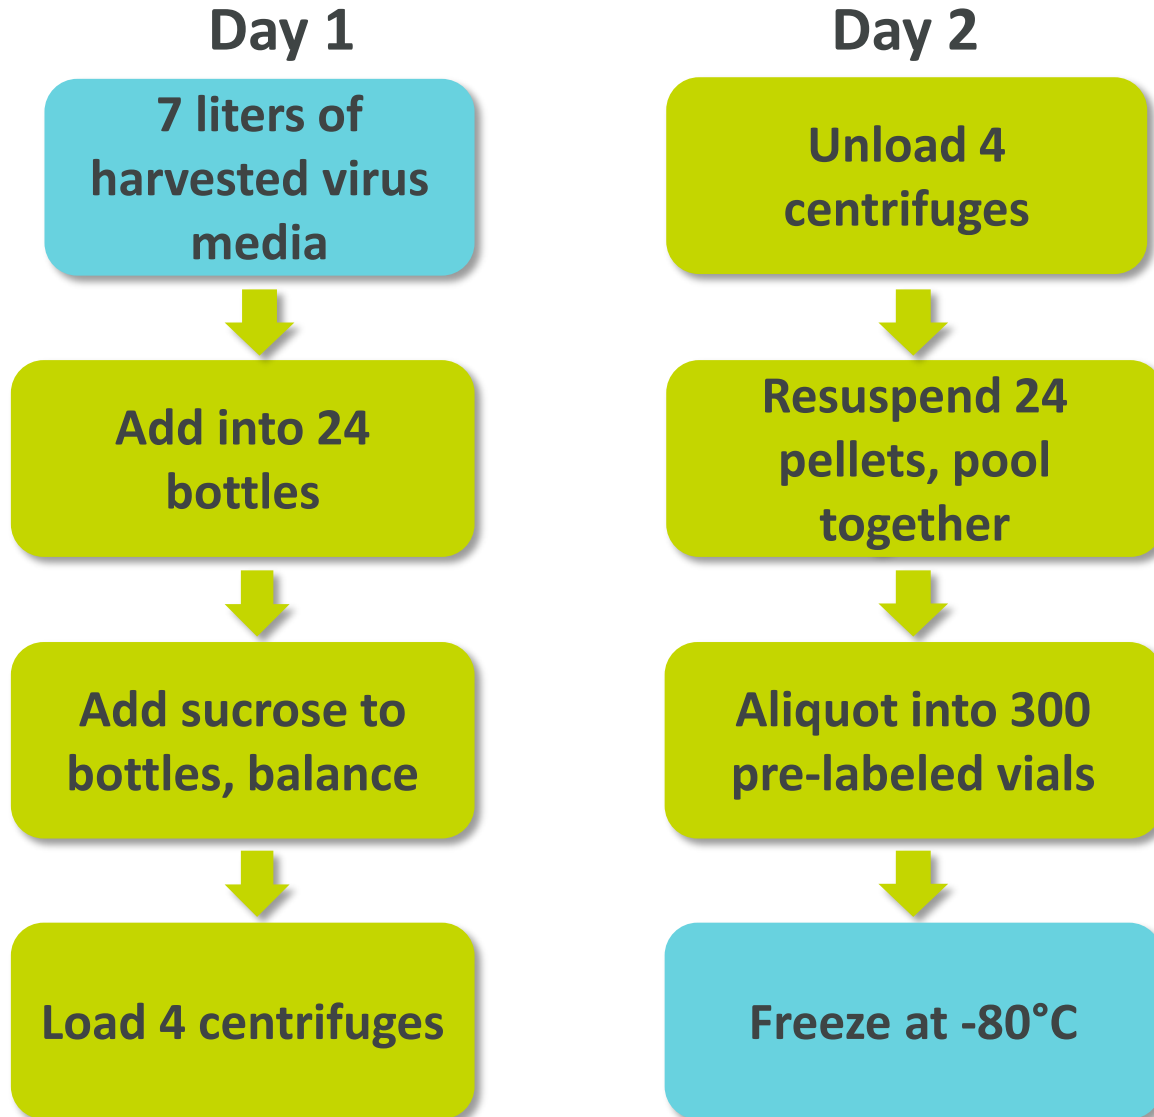 Day 1
7 liters of
harvested virus
media
Add into 24
bottles
Add sucrose to
bottles, balance
Load 4 centrifuges
Day 2
Unload 4
centrifuges
Resuspend 24
pellets, pool
together
Aliquot into 300
pre-labeled vials
Freeze at -80°C